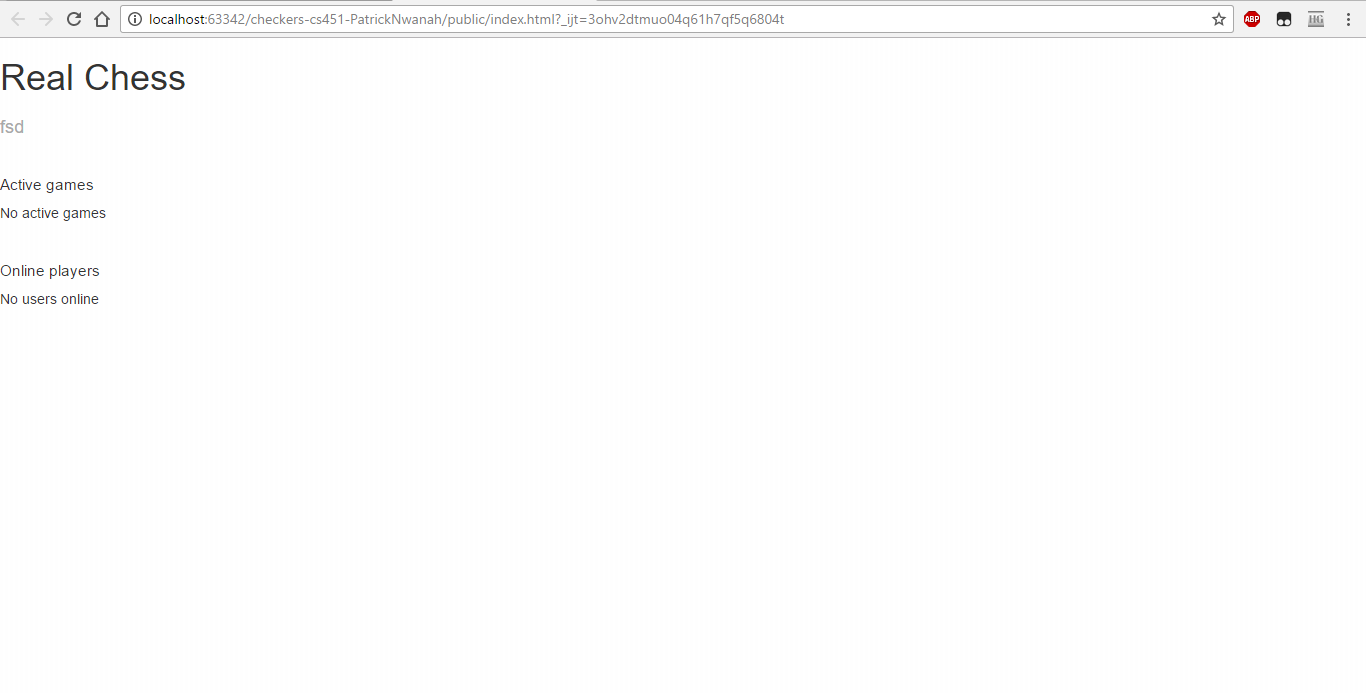 localhost:63342/checkers-cs451-PatrickNwanah/public/index.html?_ijt=3ohv2dtmuo04q61h7qf5q6804t
ABP
HG
Real Chess
fsd
Active games
No active games
Online players
No users online